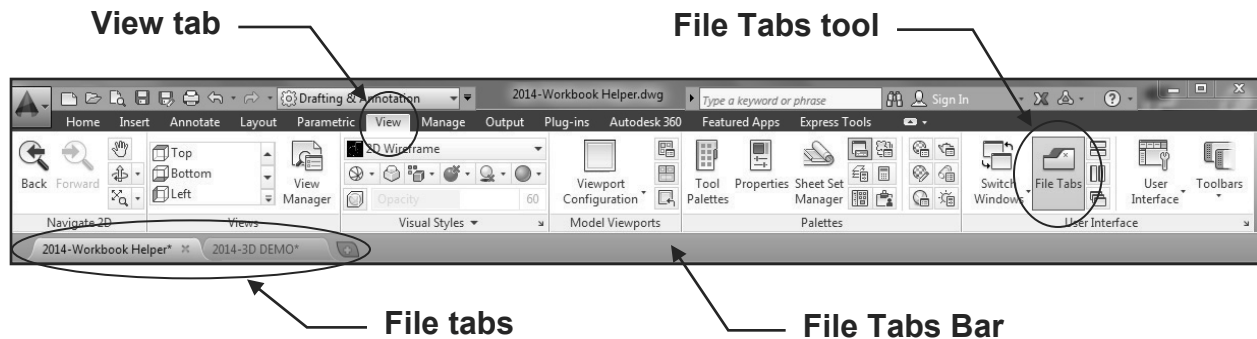 View tab
File Tabs tool
Drafting & Annotation 2014-Workbook Helper.dwg Type a keyword or phrase Sign In
Home Insert Annotate Layout Parametric View Manage Output Plug-ins Autodesk 360 Featured Apps Express Tools
2D Wireframe
Top
Bottom
Left
Back Forward
View
Manager
Opacity 60
Viewport
Configuration
Tool
Palettes
Properties
Sheet Set
Manager
Switch
Windows
File Tabs
User
Interface
Toolbars
Navigate 2D Views Visual Styles Model Viewports Palettes User Interface
2014-Workbook Helper* 2014-3D DEMO*
File tabs
File Tabs Bar